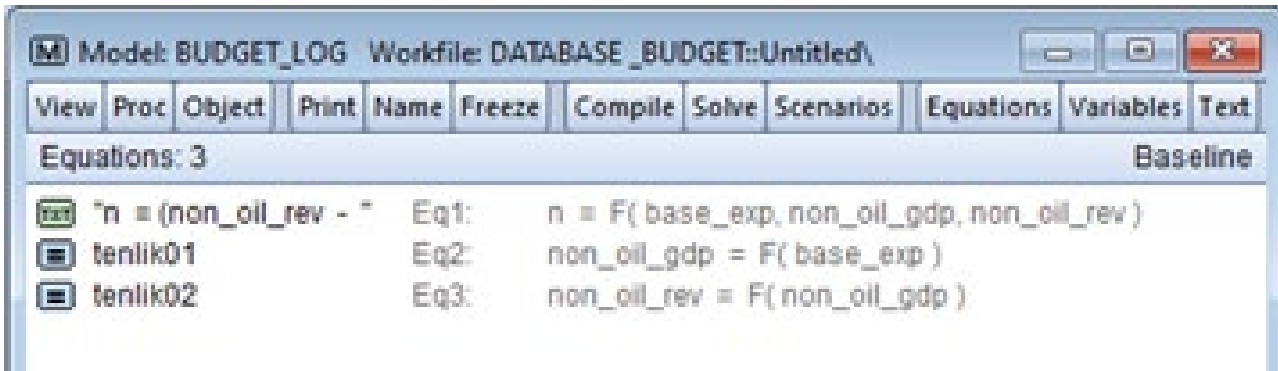 Model: BUDGET_LOG Workfile: DATABASE_BUDGET::Untitled\
View Proc Object Print Name Freeze Compile Solve Scenarios Equations Variables Text
Equations: 3 Baseline
TXT "n = (non_oil_rev - " Eq1: n = F( base_exp, non_oil_gdp, non_oil_rev )
tenlik01 Eq2: non_oil_gdp = F( base_exp )
tenlik02 Eq3: non_oil_rev = F( non_oil_gdp )